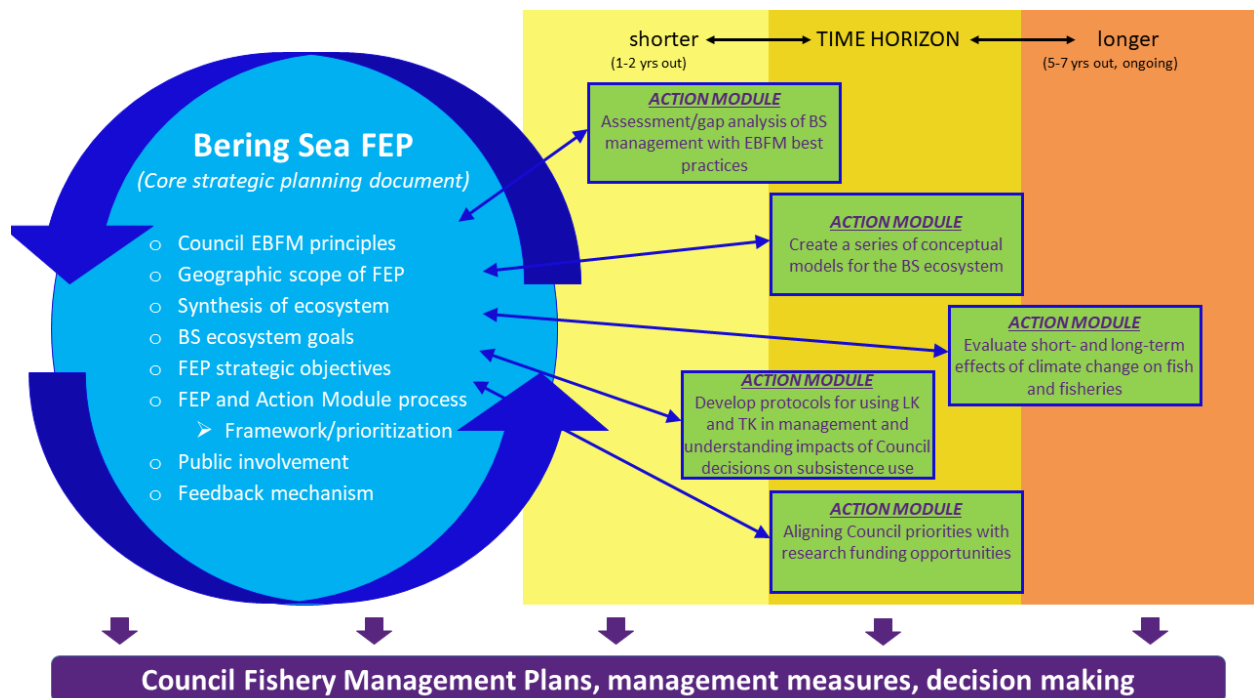 shorter TIME HORIZON longer
(1-2 yrs out) (5-7 yrs out, ongoing)
Bering Sea FEP
(Core strategic planning document)
o Council EBFM principles
o Geographic scope of FEP
o Synthesis of ecosystem
o BS ecosystem goals
o FEP strategic objectives
o FEP and Action Module process
➢ Framework/prioritization
o Public involvement
o Feedback mechanism
ACTION MODULE
Assessment/gap analysis of BS
management with EBFM best
practices
ACTION MODULE
Create a series of conceptual
models for the BS ecosystem
ACTION MODULE
Evaluate short- and long-term
effects of climate change on fish
and fisheries
ACTION MODULE
Develop protocols for using LK
and TK in management and
understanding impacts of Council
decisions on subsistence use
ACTION MODULE
Aligning Council priorities with
research funding opportunities
Council Fishery Management Plans, management measures, decision making